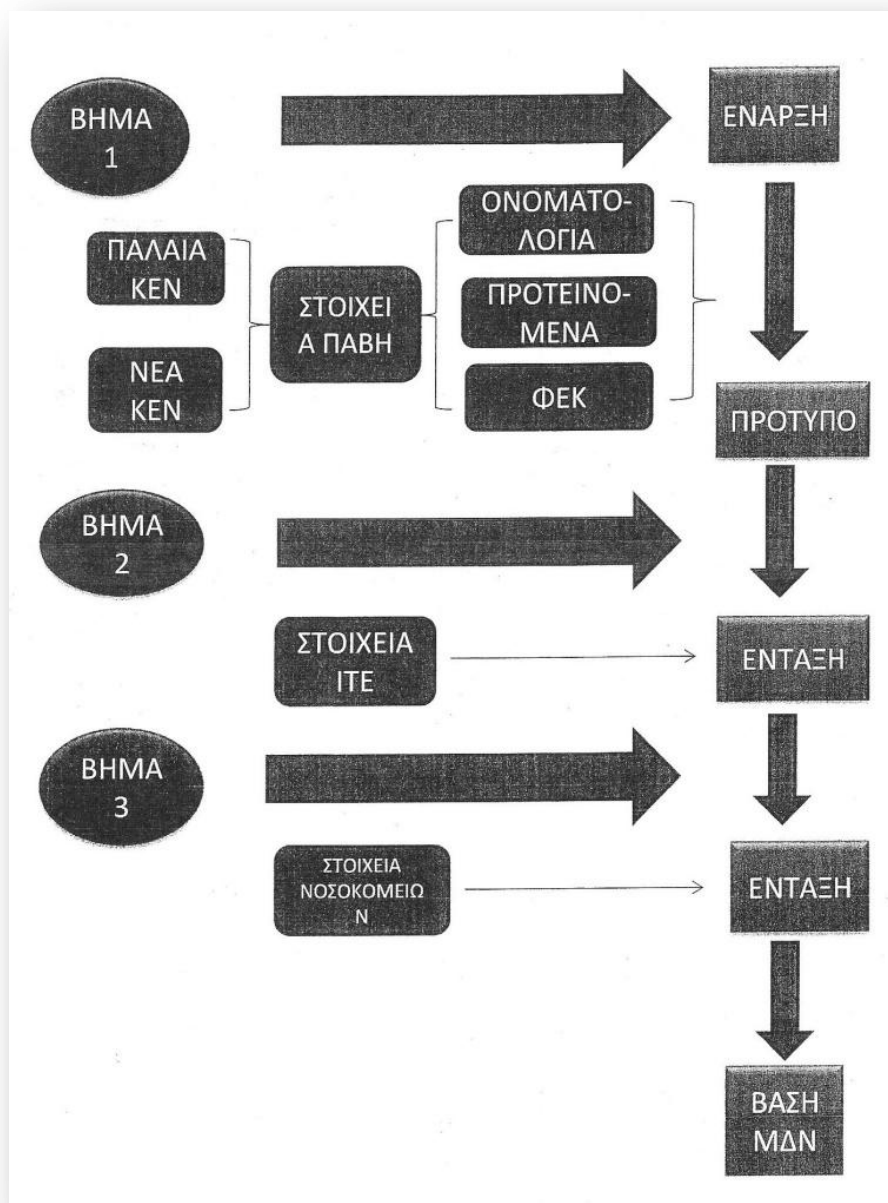 ΒΗΜΑ
1
ΕΝΑΡΞΗ
ΠΑΛΑΙΑ
ΚΕΝ
ΝΕΑ
ΚΕΝ
ΣΤΟΙΧΕΙ
Α ΠΑΒΗ
ΟΝΟΜΑΤΟ-
ΛΟΓΙΑ
ΠΡΟΤΕΙΝΟ-
ΜΕΝΑ
ΦΕΚ
ΠΡΟΤΥΠΟ
ΒΗΜΑ
2
ΣΤΟΙΧΕΙΑ
ΙΤΕ
ΕΝΤΑΞΗ
ΒΗΜΑ
3
ΣΤΟΙΧΕΙΑ
ΝΟΣΟΚΟΜΕΙΩ
Ν
ΕΝΤΑΞΗ
ΒΑΣΗ
ΜΔΝ